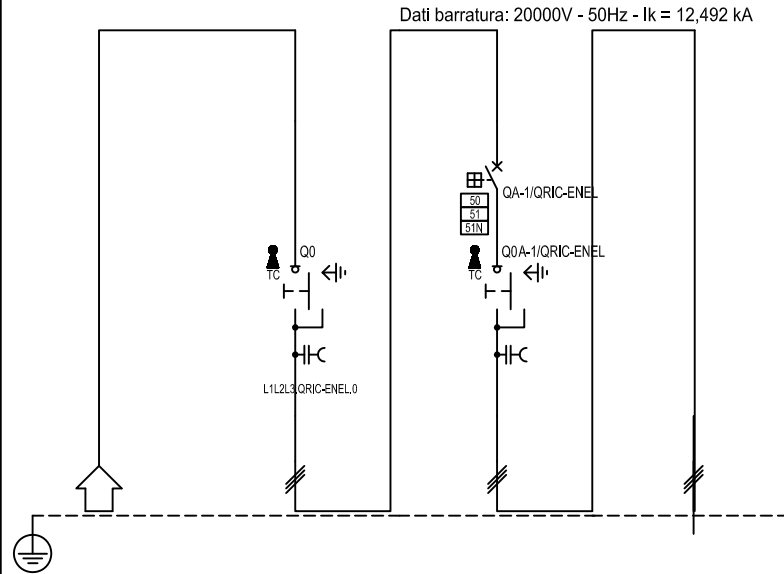 Dati barratura: 20000V - 50Hz - Ik = 12,492 kA
QA-1/QRIC-ENEL
50
51
51N
Q0
TC
Q0A-1/QRIC-ENEL
TC
L1L2L3,QRIC-ENEL,0